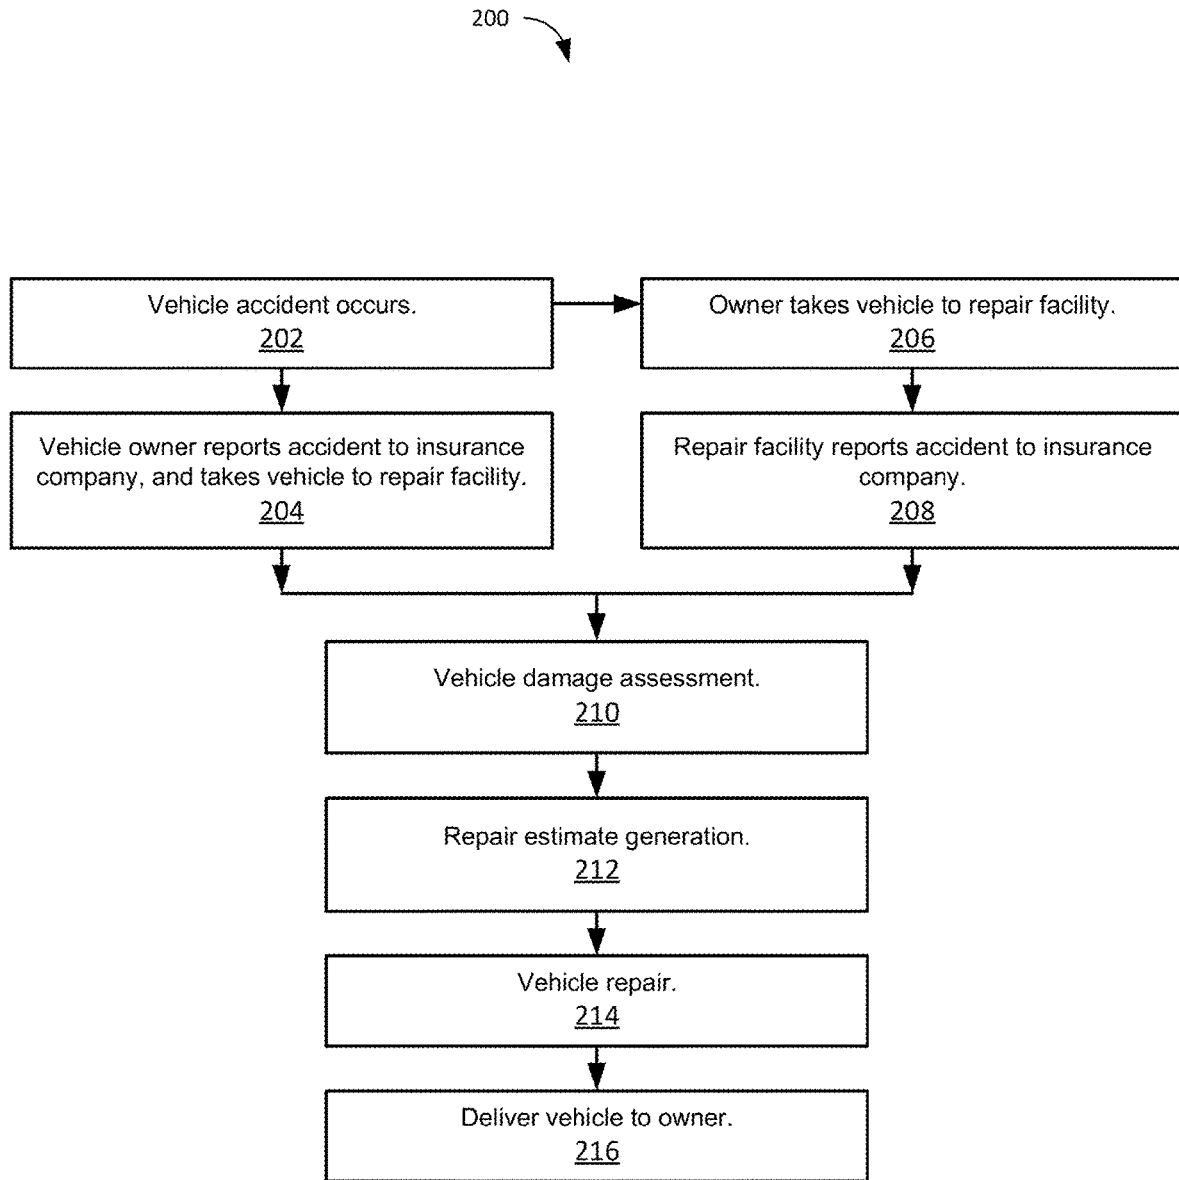 200
Vehicle accident occurs.
202
Owner takes vehicle to repair facility.
206
Vehicle owner reports accident to insurance
company, and takes vehicle to repair facility.
204
Repair facility reports accident to insurance
company.
208
Vehicle damage assessment.
210
Repair estimate generation.
212
Vehicle repair.
214
Deliver vehicle to owner.
216